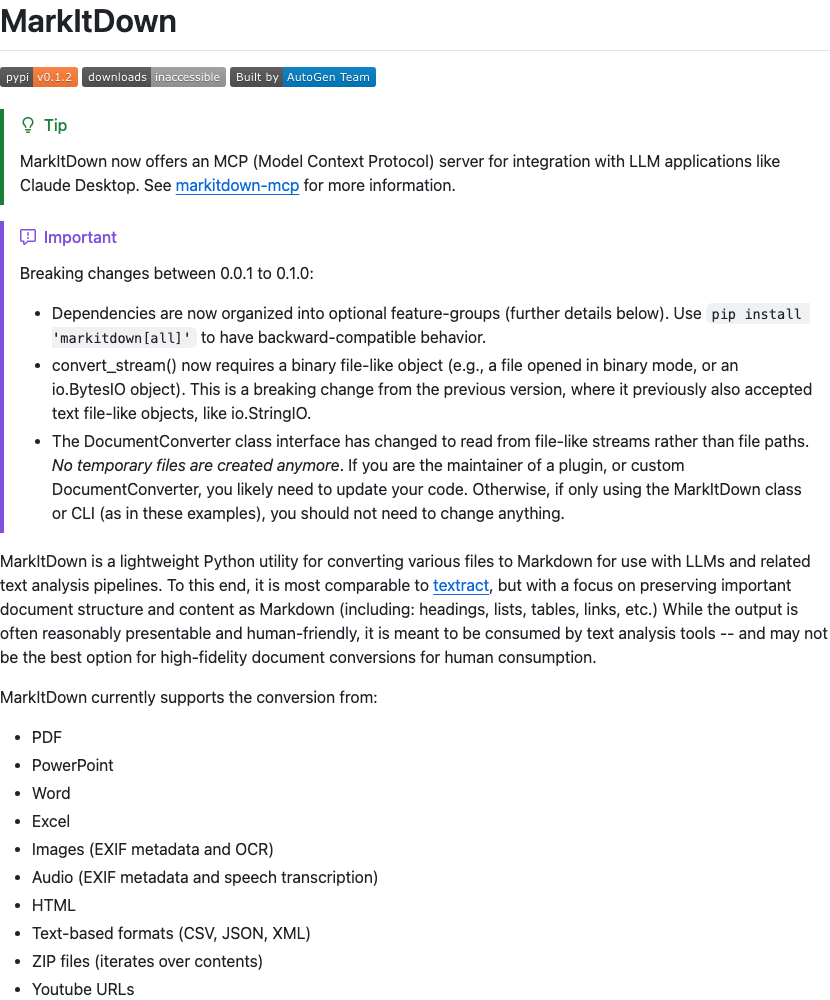 MarkItDown
pypi v0.1.2 downloads inaccessible Built by AutoGen Team
Tip
MarkItDown now offers an MCP (Model Context Protocol) server for integration with LLM applications like
Claude Desktop. See markitdown-mcp for more information.
Important
Breaking changes between 0.0.1 to 0.1.0:
• Dependencies are now organized into optional feature-groups (further details below). Use pip install
'markitdown[all]' to have backward-compatible behavior.
• convert_stream() now requires a binary file-like object (e.g., a file opened in binary mode, or an
io.BytesIO object). This is a breaking change from the previous version, where it previously also accepted
text file-like objects, like io.StringIO.
• The DocumentConverter class interface has changed to read from file-like streams rather than file paths.
No temporary files are created anymore. If you are the maintainer of a plugin, or custom
DocumentConverter, you likely need to update your code. Otherwise, if only using the MarkItDown class
or CLI (as in these examples), you should not need to change anything.
MarkItDown is a lightweight Python utility for converting various files to Markdown for use with LLMs and related
text analysis pipelines. To this end, it is most comparable to textract, but with a focus on preserving important
document structure and content as Markdown (including: headings, lists, tables, links, etc.) While the output is
often reasonably presentable and human-friendly, it is meant to be consumed by text analysis tools -- and may not
be the best option for high-fidelity document conversions for human consumption.
MarkItDown currently supports the conversion from:
• PDF
• PowerPoint
• Word
• Excel
• Images (EXIF metadata and OCR)
• Audio (EXIF metadata and speech transcription)
• HTML
• Text-based formats (CSV, JSON, XML)
• ZIP files (iterates over contents)
• Youtube URLs